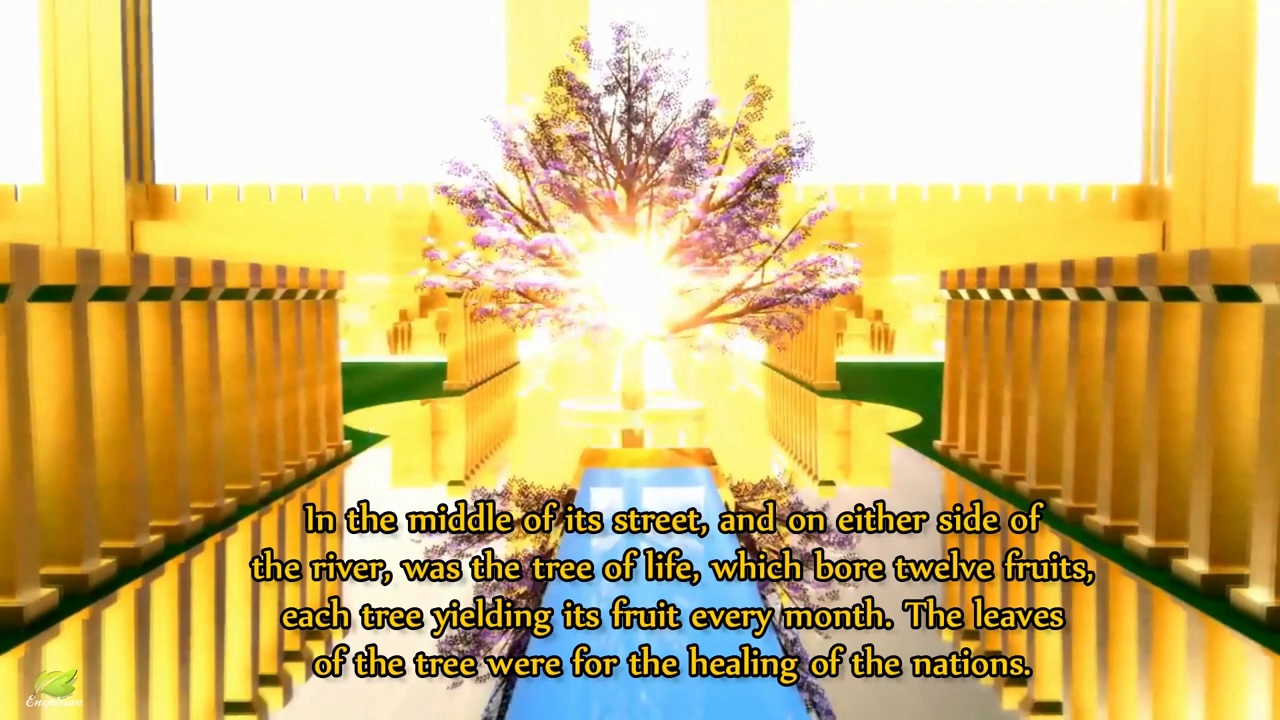 In the middle of its street, and on either side of
the river, was the tree of life, which bore twelve fruits,
each tree yielding its fruit every month. The leaves
of the tree were for the healing of the nations.